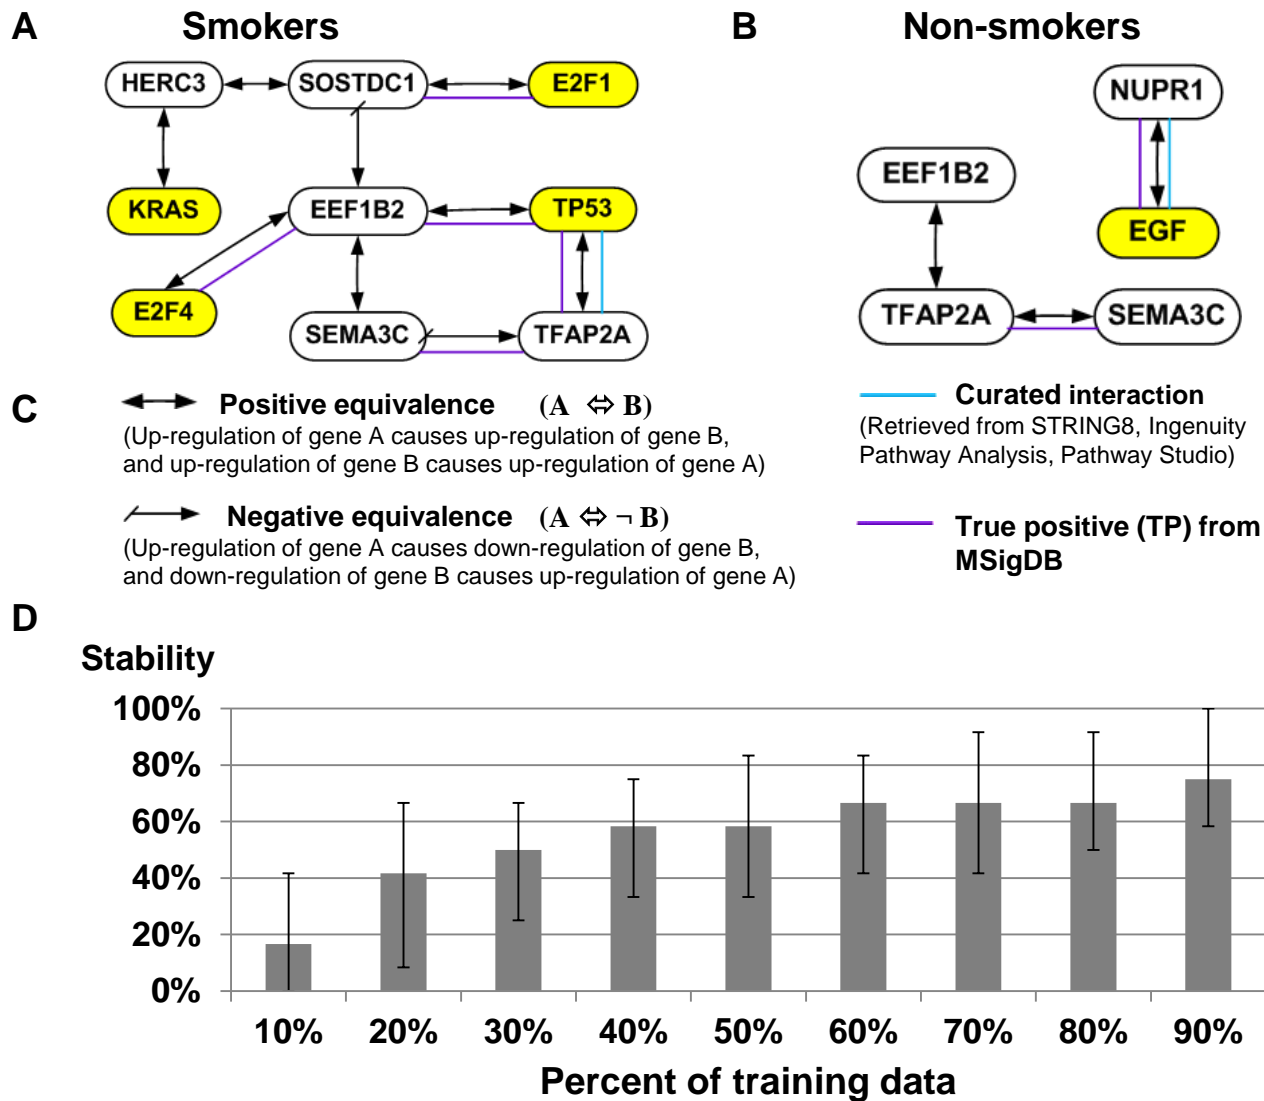 A
Smokers
B
Non-smokers
HERC3
SOSTDC1
E2F1
NUPR1
EEF1B2
KRAS
EEF1B2
TP53
EGF
E2F4
SEMA3C
TFAP2A
TFAP2A
SEMA3C
C
Positive equivalence (A ⇔ B)
(Up-regulation of gene A causes up-regulation of gene B,
and up-regulation of gene B causes up-regulation of gene A)
Negative equivalence (A ⇔ ¬ B)
(Up-regulation of gene A causes down-regulation of gene B,
and down-regulation of gene B causes up-regulation of gene A)
Curated interaction
(Retrieved from STRING8, Ingenuity
Pathway Analysis, Pathway Studio)
True positive (TP) from
MSigDB
D
Stability
100%
80%
60%
40%
20%
0%
10% 20% 30% 40% 50% 60% 70% 80% 90%
Percent of training data